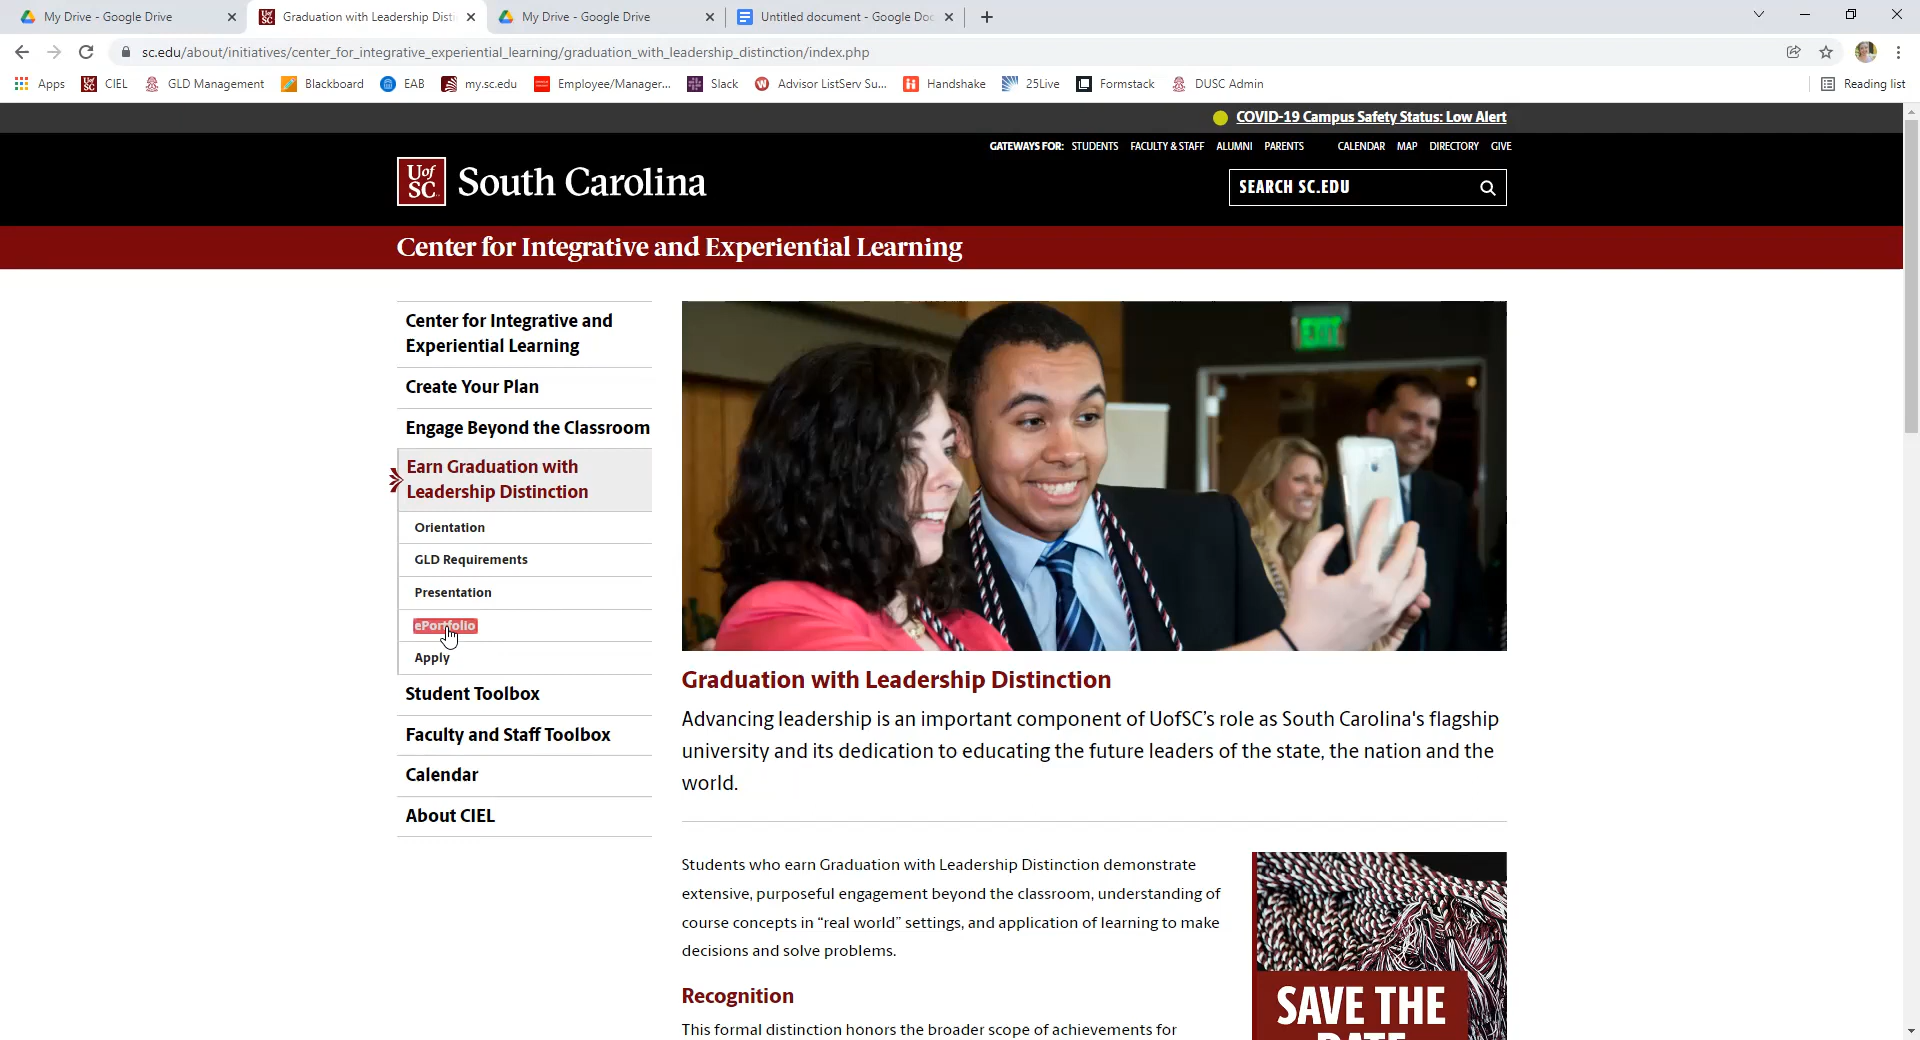 My Drive - Google Drive
Graduation with Leadership Disti
My Drive - Google Drive
Untitled document - Google Doc
sc.edu/about/initiatives/center_for_integrative_experiential_learning/graduation_with_leadership_distinction/index.php
Apps
CIEL
GLD Management
Blackboard
EAB
my.sc.edu
Employee/Manager...
Slack
Advisor ListServ Su...
Handshake
25Live
Formstack
DUSC Admin
Reading list
COVID-19 Campus Safety Status: Low Alert
GATEWAYS FOR: STUDENTS FACULTY & STAFF ALUMNI PARENTS CALENDAR MAP DIRECTORY GIVE
UofSC South Carolina
SEARCH SC.EDU
Center for Integrative and Experiential Learning
Center for Integrative and
Experiential Learning
Create Your Plan
Engage Beyond the Classroom
Earn Graduation with
Leadership Distinction
Orientation
GLD Requirements
Presentation
ePortfolio
Apply
Student Toolbox
Faculty and Staff Toolbox
Calendar
About CIEL
EXIT
Graduation with Leadership Distinction
Advancing leadership is an important component of UofSC’s role as South Carolina's flagship
university and its dedication to educating the future leaders of the state, the nation and the
world.
Students who earn Graduation with Leadership Distinction demonstrate
extensive, purposeful engagement beyond the classroom, understanding of
course concepts in “real world” settings, and application of learning to make
decisions and solve problems.
Recognition
This formal distinction honors the broader scope of achievements for
SAVE THE
DATE